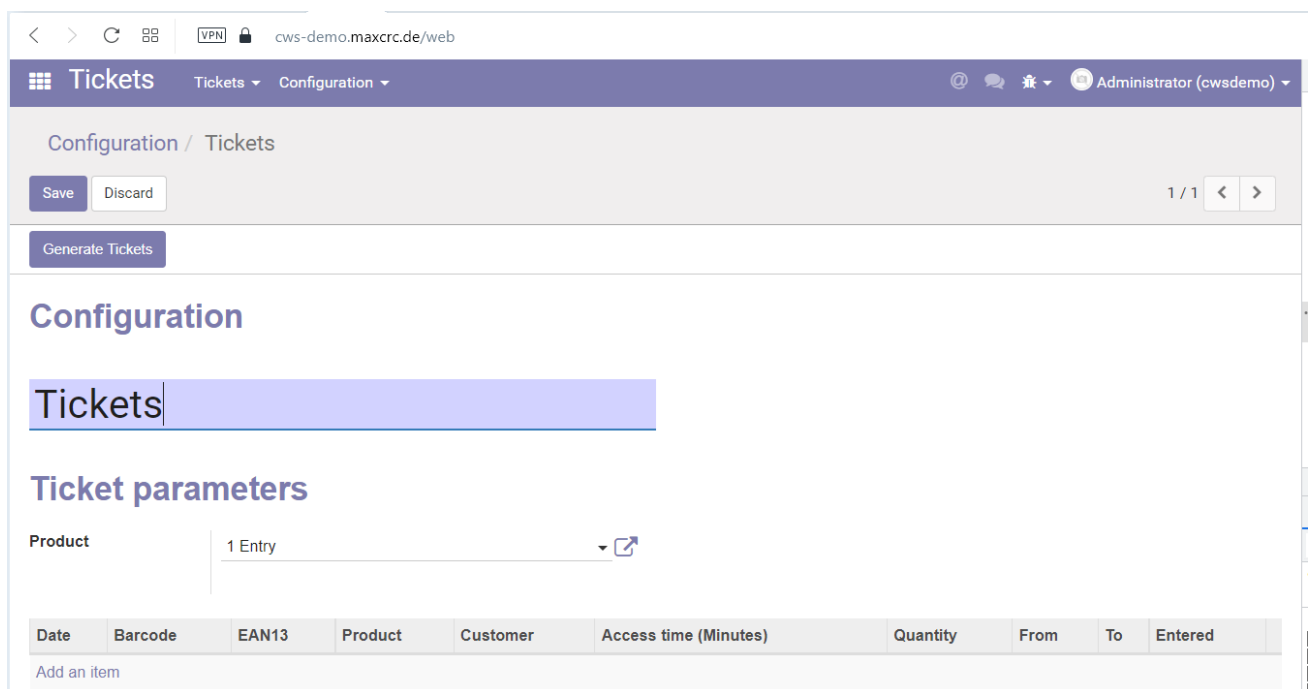 VPN cws-demo.maxcrc.de/web
Tickets Tickets Configuration @ Administrator (cwsdemo)
Configuration / Tickets
Save Discard 1 / 1
Generate Tickets
Configuration
Tickets
Ticket parameters
Product 1 Entry
Date Barcode EAN13 Product Customer Access time (Minutes) Quantity From To Entered
Add an item